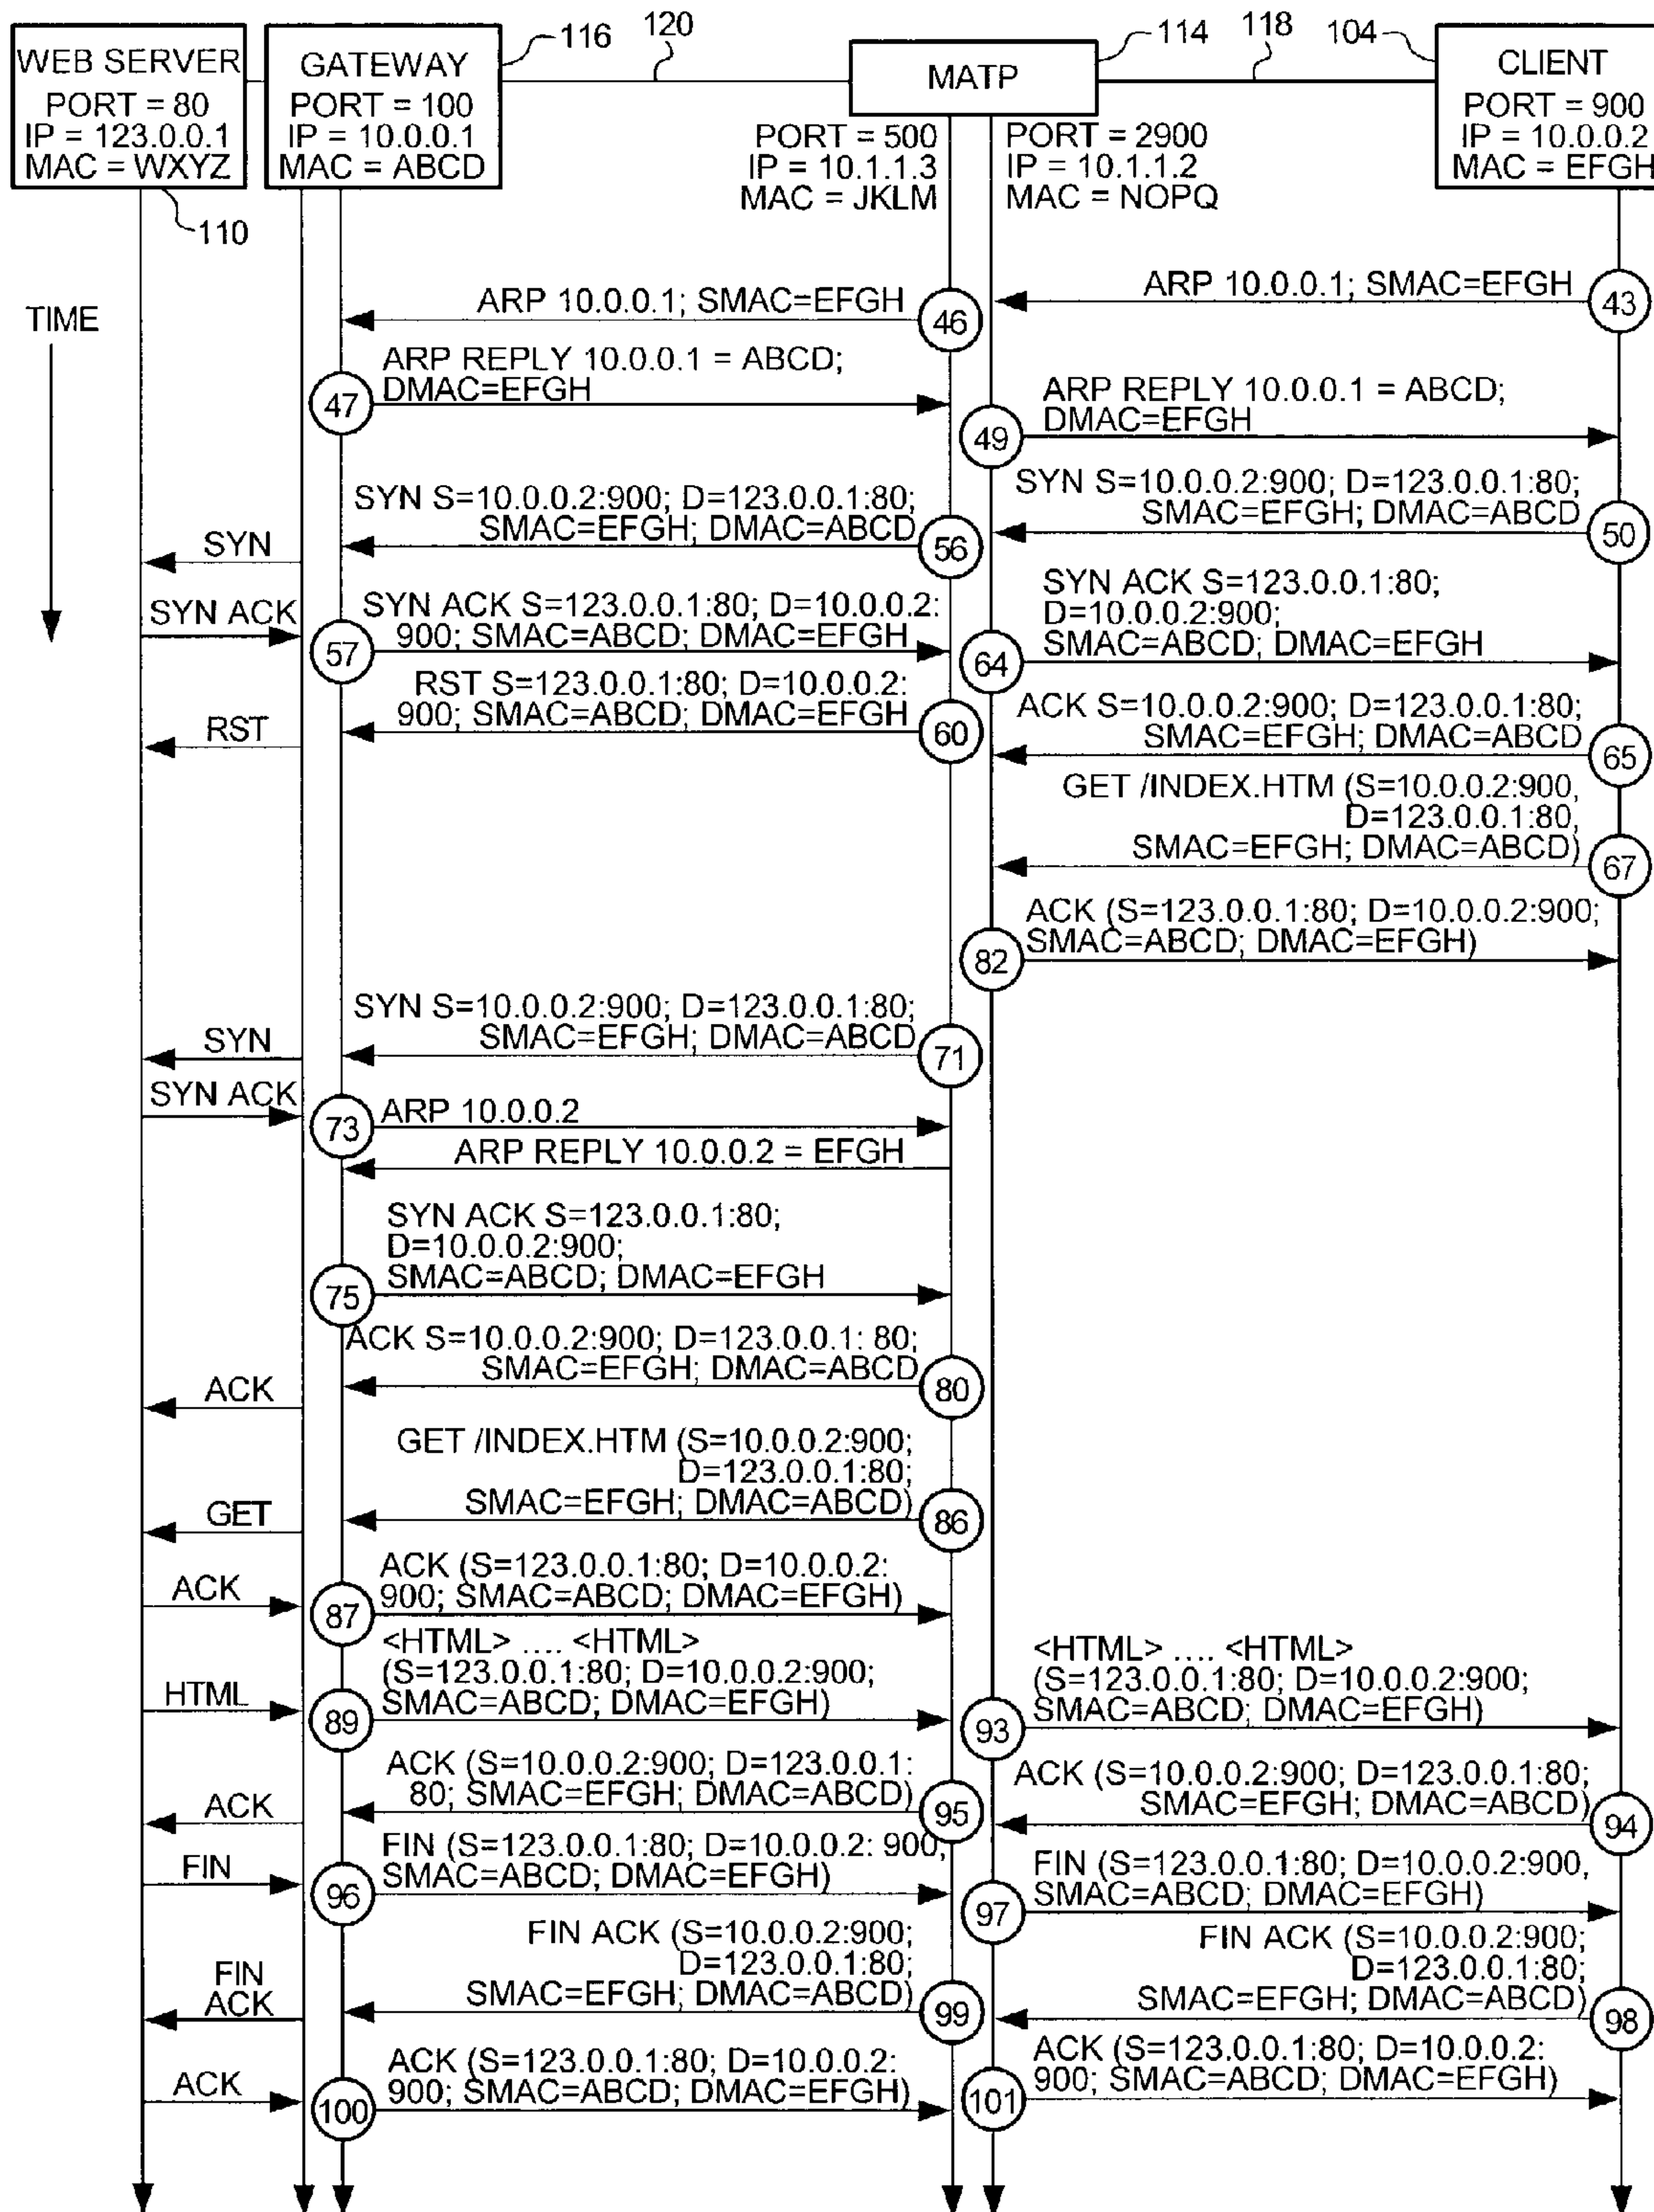 116
120
114
118
104
WEB SERVER
PORT = 80
IP = 123.0.0.1
MAC = WXYZ
110
GATEWAY
PORT = 100
IP = 10.0.0.1
MAC = ABCD
MATP
PORT = 500
IP = 10.1.1.3
MAC = JKLM
PORT = 2900
IP = 10.1.1.2
MAC = NOPQ
CLIENT
PORT = 900
IP = 10.0.0.2
MAC = EFGH
TIME
ARP 10.0.0.1; SMAC=EFGH
43
ARP 10.0.0.1; SMAC=EFGH
46
ARP REPLY 10.0.0.1 = ABCD;
DMAC=EFGH
47
ARP REPLY 10.0.0.1 = ABCD;
DMAC=EFGH
49
SYN S=10.0.0.2:900; D=123.0.0.1:80;
SMAC=EFGH; DMAC=ABCD
50
SYN S=10.0.0.2:900; D=123.0.0.1:80;
SMAC=EFGH; DMAC=ABCD
56
SYN
SYN ACK
SYN ACK S=123.0.0.1:80; D=10.0.0.2:
900; SMAC=ABCD; DMAC=EFGH
57
SYN ACK S=123.0.0.1:80;
D=10.0.0.2:900;
SMAC=ABCD; DMAC=EFGH
64
RST S=123.0.0.1:80; D=10.0.0.2:
900; SMAC=ABCD; DMAC=EFGH
60
RST
ACK S=10.0.0.2:900; D=123.0.0.1:80;
SMAC=EFGH; DMAC=ABCD
65
GET /INDEX.HTM (S=10.0.0.2:900,
D=123.0.0.1:80,
SMAC=EFGH; DMAC=ABCD)
67
ACK (S=123.0.0.1:80; D=10.0.0.2:900;
SMAC=ABCD; DMAC=EFGH)
82
SYN S=10.0.0.2:900; D=123.0.0.1:80;
SMAC=EFGH; DMAC=ABCD
71
SYN
SYN ACK
73
ARP 10.0.0.2
ARP REPLY 10.0.0.2 = EFGH
SYN ACK S=123.0.0.1:80;
D=10.0.0.2:900;
SMAC=ABCD; DMAC=EFGH
75
ACK S=10.0.0.2:900; D=123.0.0.1: 80;
SMAC=EFGH; DMAC=ABCD
80
ACK
GET /INDEX.HTM (S=10.0.0.2:900;
D=123.0.0.1:80;
SMAC=EFGH; DMAC=ABCD)
86
GET
ACK
ACK (S=123.0.0.1:80; D=10.0.0.2:
900; SMAC=ABCD; DMAC=EFGH)
87
HTML
<HTML> .... <HTML>
(S=123.0.0.1:80; D=10.0.0.2:900;
SMAC=ABCD; DMAC=EFGH)
89
<HTML> .... <HTML>
(S=123.0.0.1:80; D=10.0.0.2:900;
SMAC=ABCD; DMAC=EFGH)
93
ACK (S=10.0.0.2:900; D=123.0.0.1:80;
SMAC=EFGH; DMAC=ABCD)
94
ACK (S=10.0.0.2:900; D=123.0.0.1:
80; SMAC=EFGH; DMAC=ABCD)
95
ACK
FIN
FIN (S=123.0.0.1:80; D=10.0.0.2: 900,
SMAC=ABCD; DMAC=EFGH)
96
FIN (S=123.0.0.1:80; D=10.0.0.2:900,
SMAC=ABCD; DMAC=EFGH)
97
FIN ACK (S=10.0.0.2:900;
D=123.0.0.1:80;
SMAC=EFGH; DMAC=ABCD)
98
FIN ACK (S=10.0.0.2:900;
D=123.0.0.1:80;
SMAC=EFGH; DMAC=ABCD)
99
FIN
ACK
ACK
ACK (S=123.0.0.1:80; D=10.0.0.2:
900; SMAC=ABCD; DMAC=EFGH)
100
ACK (S=123.0.0.1:80; D=10.0.0.2:
900; SMAC=ABCD; DMAC=EFGH)
101